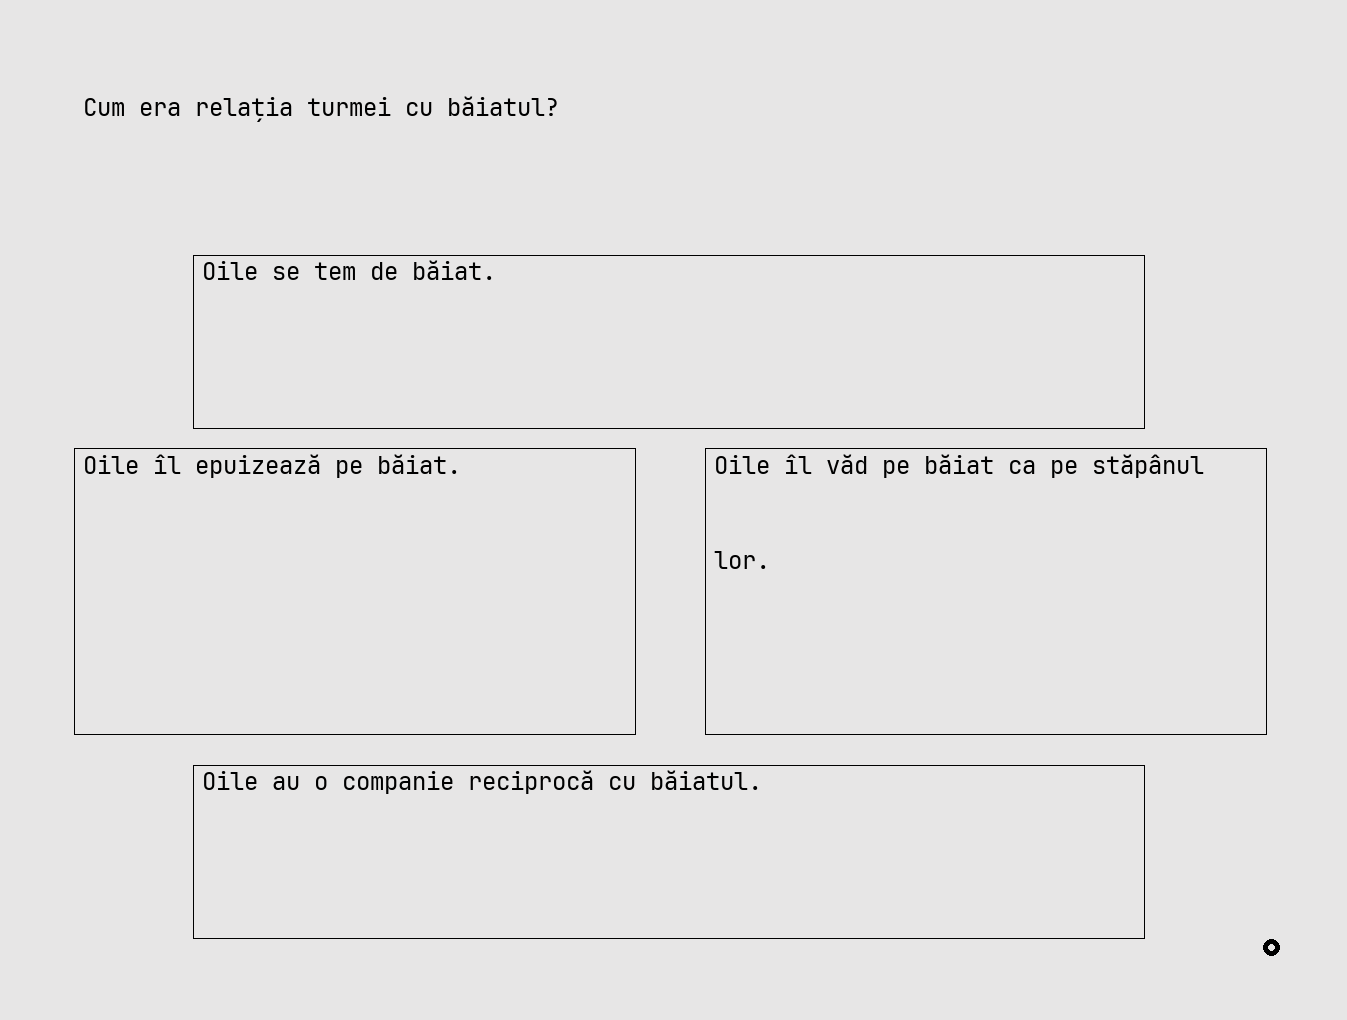 Cum era relația turmei cu băiatul?
Oile se tem de băiat.
Oile îl epuizează pe băiat.
Oile îl văd pe băiat ca pe stăpânul
lor.
Oile au o companie reciprocă cu băiatul.